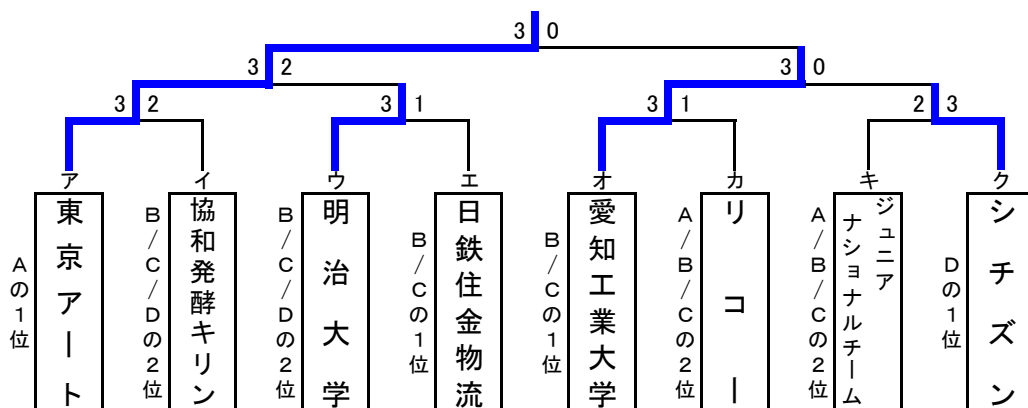 3 0
3 2
3 0
3 2
3 1
3 1
2 3
ア
イ
ウ
エ
オ
カ
キ
ク
Aの1位
東京アート
B/C/Dの2位
協和発酵キリン
B/C/Dの2位
明治大学
B/Cの1位
日鉄住金物流
B/Cの1位
愛知工業大学
A/B/Cの2位
リコー
A/B/Cの2位
ジュニア
ナショナルチーム
Dの1位
シチズン